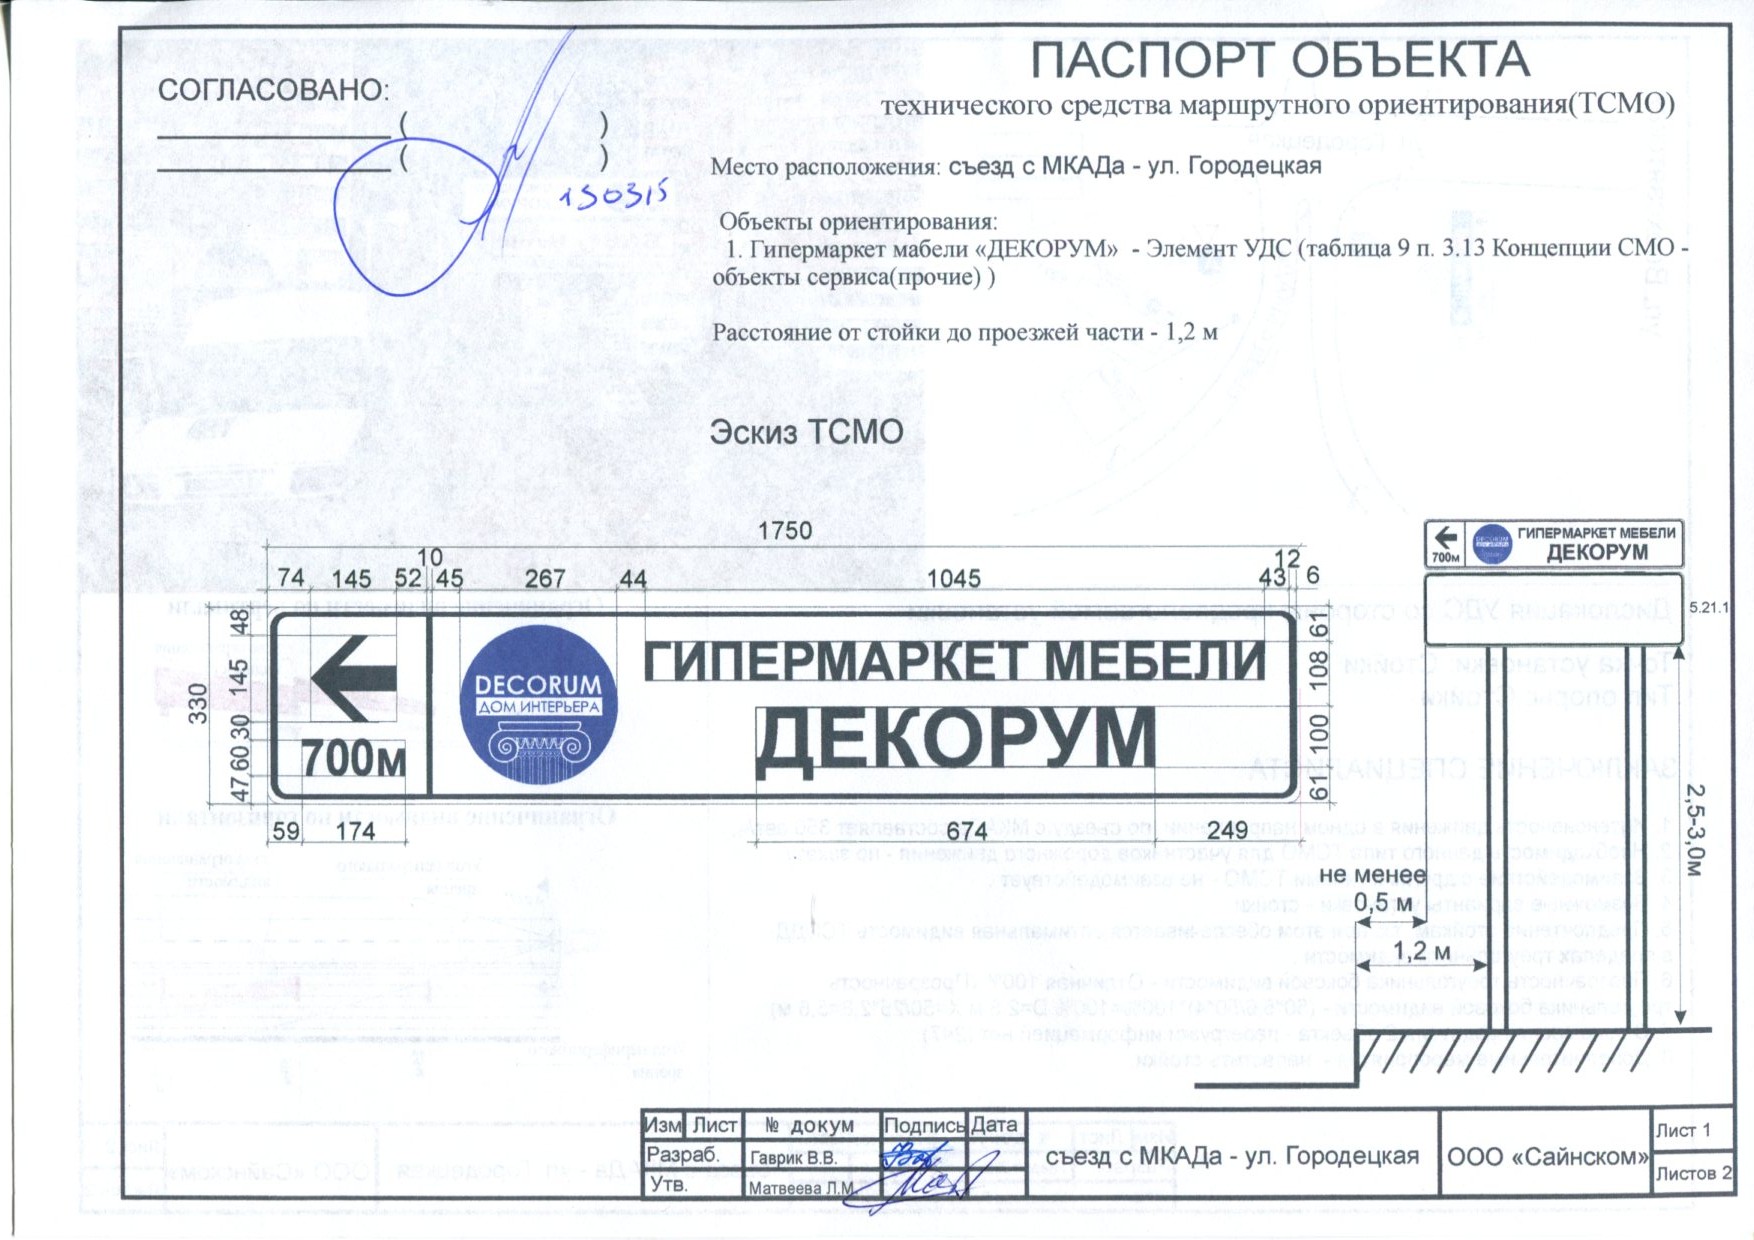 СОГЛАСОВАНО:
( )
( )
150315
ПАСПОРТ ОБЪЕКТА
технического средства маршрутного ориентирования(ТСМО)
Место расположения: съезд с МКАДа - ул. Городецкая
Объекты ориентирования:
1. Гипермаркет мабели «ДЕКОРУМ» - Элемент УДС (таблица 9 п. 3.13 Концепции СМО -
объекты сервиса(прочие) )
Расстояние от стойки до проезжей части - 1,2 м
Эскиз ТСМО
1750
10
12
74 145 52 45 267 44 1045 43 6
330
48
145
30
60
47
700м
DECORUM
ДОМ ИНТЕРЬЕРА
ГИПЕРМАРКЕТ МЕБЕЛИ
ДЕКОРУМ
61
108
100
61
59 174 674 249
700м
DECORUM
ГИПЕРМАРКЕТ МЕБЕЛИ
ДЕКОРУМ
5.21.1
2,5-3,0м
не менее
0,5 м
1,2 м
Изм Лист № докум Подпись Дата
Разраб. Гаврик В.В.
Утв. Матвеева Л.М
съезд с МКАДа - ул. Городецкая
ООО «Сайнском»
Лист 1
Листов 2